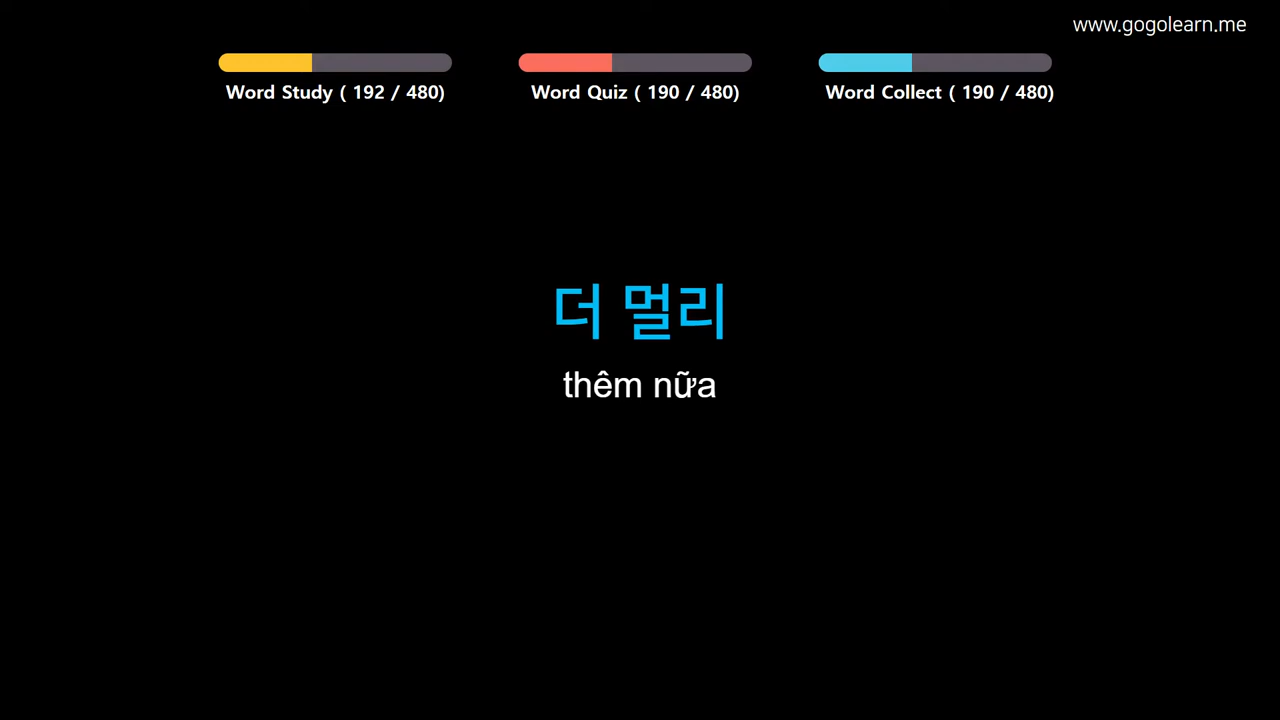 www.gogolearn.me
Word Study ( 192 / 480)
Word Quiz ( 190 / 480)
Word Collect ( 190 / 480)
더 멀리
thêm nữa